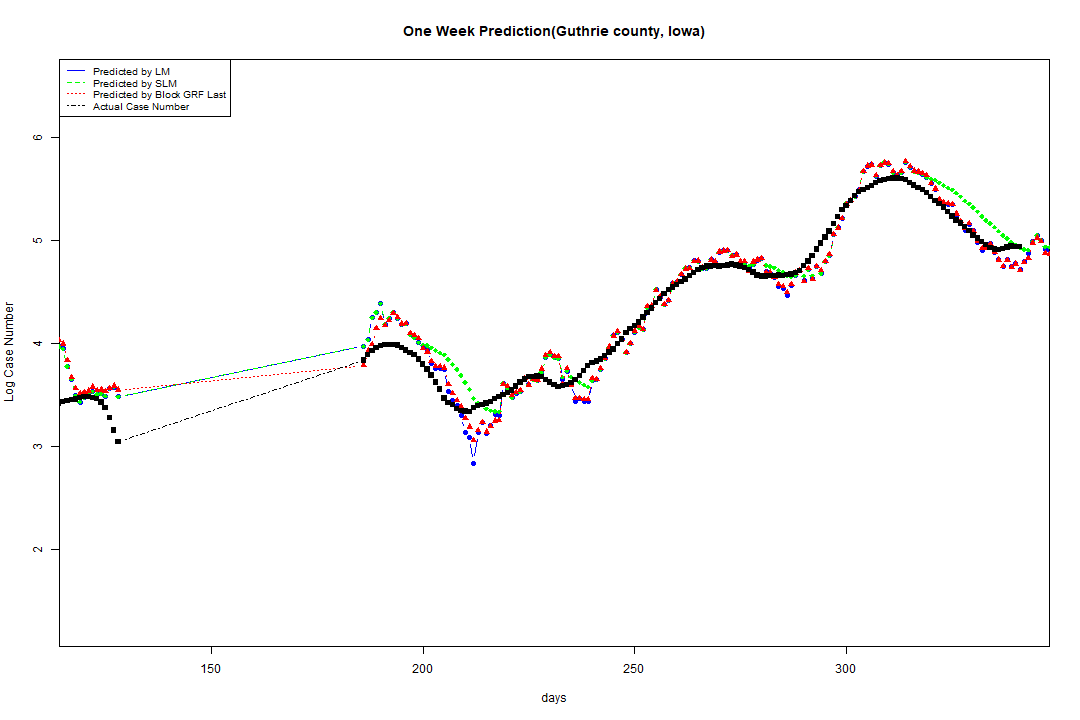 One Week Prediction(Guthrie county, Iowa)
Predicted by LM
Predicted by SLM
Predicted by Block GRF Last
Actual Case Number
6
5
4
3
2
Log Case Number
150 200 250 300
days